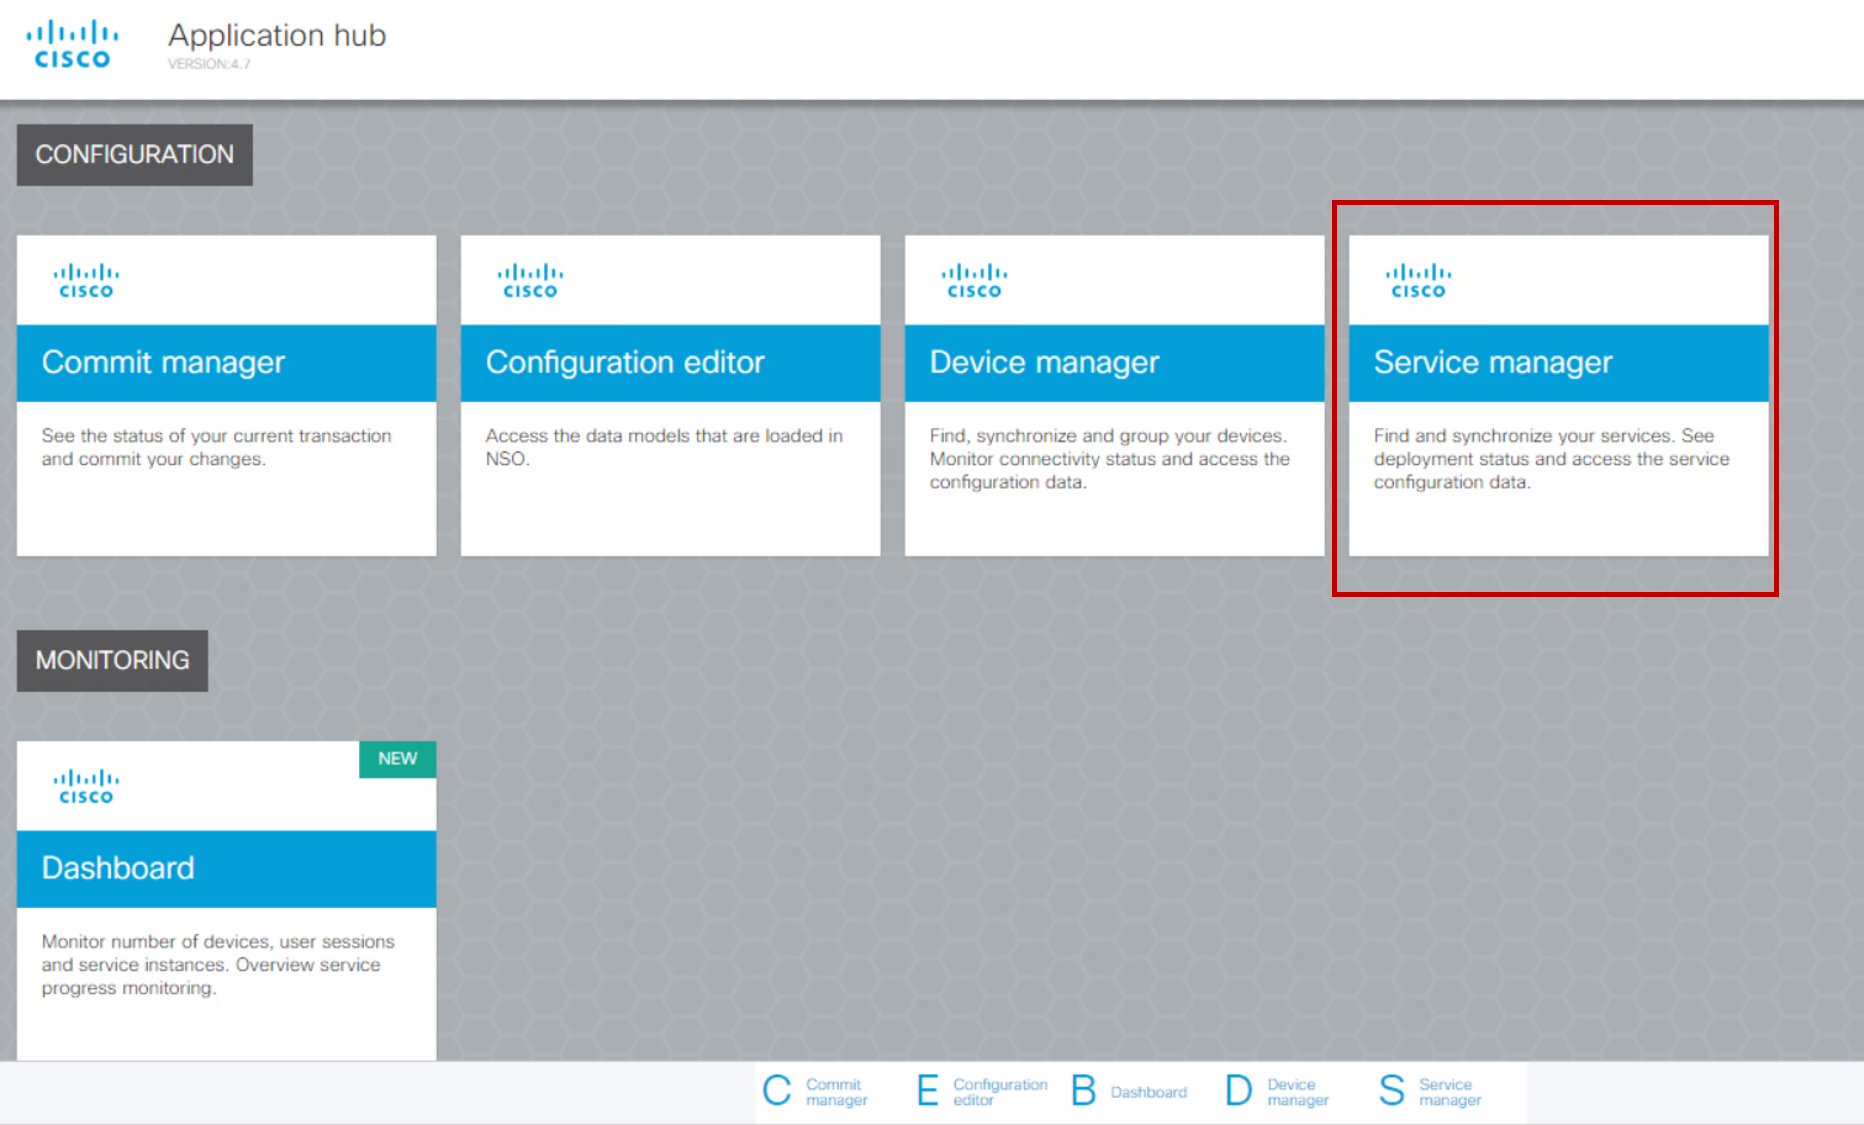 CISCO
Application hub
VERSION:4.7
CONFIGURATION
CISCO
Commit manager
See the status of your current transaction
and commit your changes.
CISCO
Configuration editor
Access the data models that are loaded in
NSO.
CISCO
Device manager
Find, synchronize and group your devices.
Monitor connectivity status and access the
configuration data.
CISCO
Service manager
Find and synchronize your services. See
deployment status and access the service
configuration data.
MONITORING
NEW
CISCO
Dashboard
Monitor number of devices, user sessions
and service instances. Overview service
progress monitoring.
C Commit
manager
E Configuration
editor
B Dashboard
D Device
manager
S Service
manager